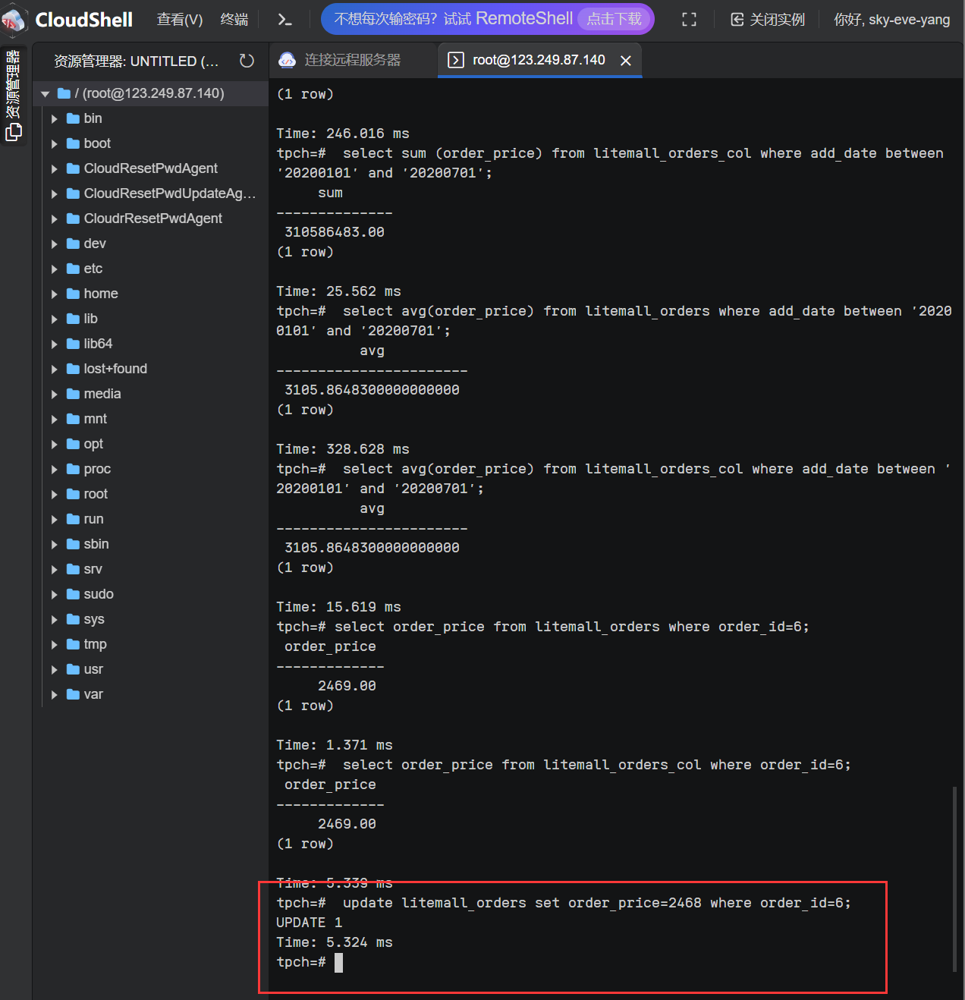 CloudShell 查看(V) 终端 不想每次输密码？试试 RemoteShell 点击下载 关闭实例 你好, sky-eve-yang
资源管理器
资源管理器: UNTITLED (...
/ (root@123.249.87.140)
bin
boot
CloudResetPwdAgent
CloudResetPwdUpdateAg...
CloudrResetPwdAgent
dev
etc
home
lib
lib64
lost+found
media
mnt
opt
proc
root
run
sbin
srv
sudo
sys
tmp
usr
var
连接远程服务器 root@123.249.87.140
(1 row)
Time: 246.016 ms
tpch=#  select sum (order_price) from litemall_orders_col where add_date between
'20200101' and '20200701';
sum
--------------
310586483.00
(1 row)
Time: 25.562 ms
tpch=#  select avg(order_price) from litemall_orders where add_date between '2020
0101' and '20200701';
avg
-----------------------
3105.8648300000000000
(1 row)
Time: 328.628 ms
tpch=#  select avg(order_price) from litemall_orders_col where add_date between '
20200101' and '20200701';
avg
-----------------------
3105.8648300000000000
(1 row)
Time: 15.619 ms
tpch=# select order_price from litemall_orders where order_id=6;
order_price
-------------
2469.00
(1 row)
Time: 1.371 ms
tpch=#  select order_price from litemall_orders_col where order_id=6;
order_price
-------------
2469.00
(1 row)
Time: 5.339 ms
tpch=#  update litemall_orders set order_price=2468 where order_id=6;
UPDATE 1
Time: 5.324 ms
tpch=#